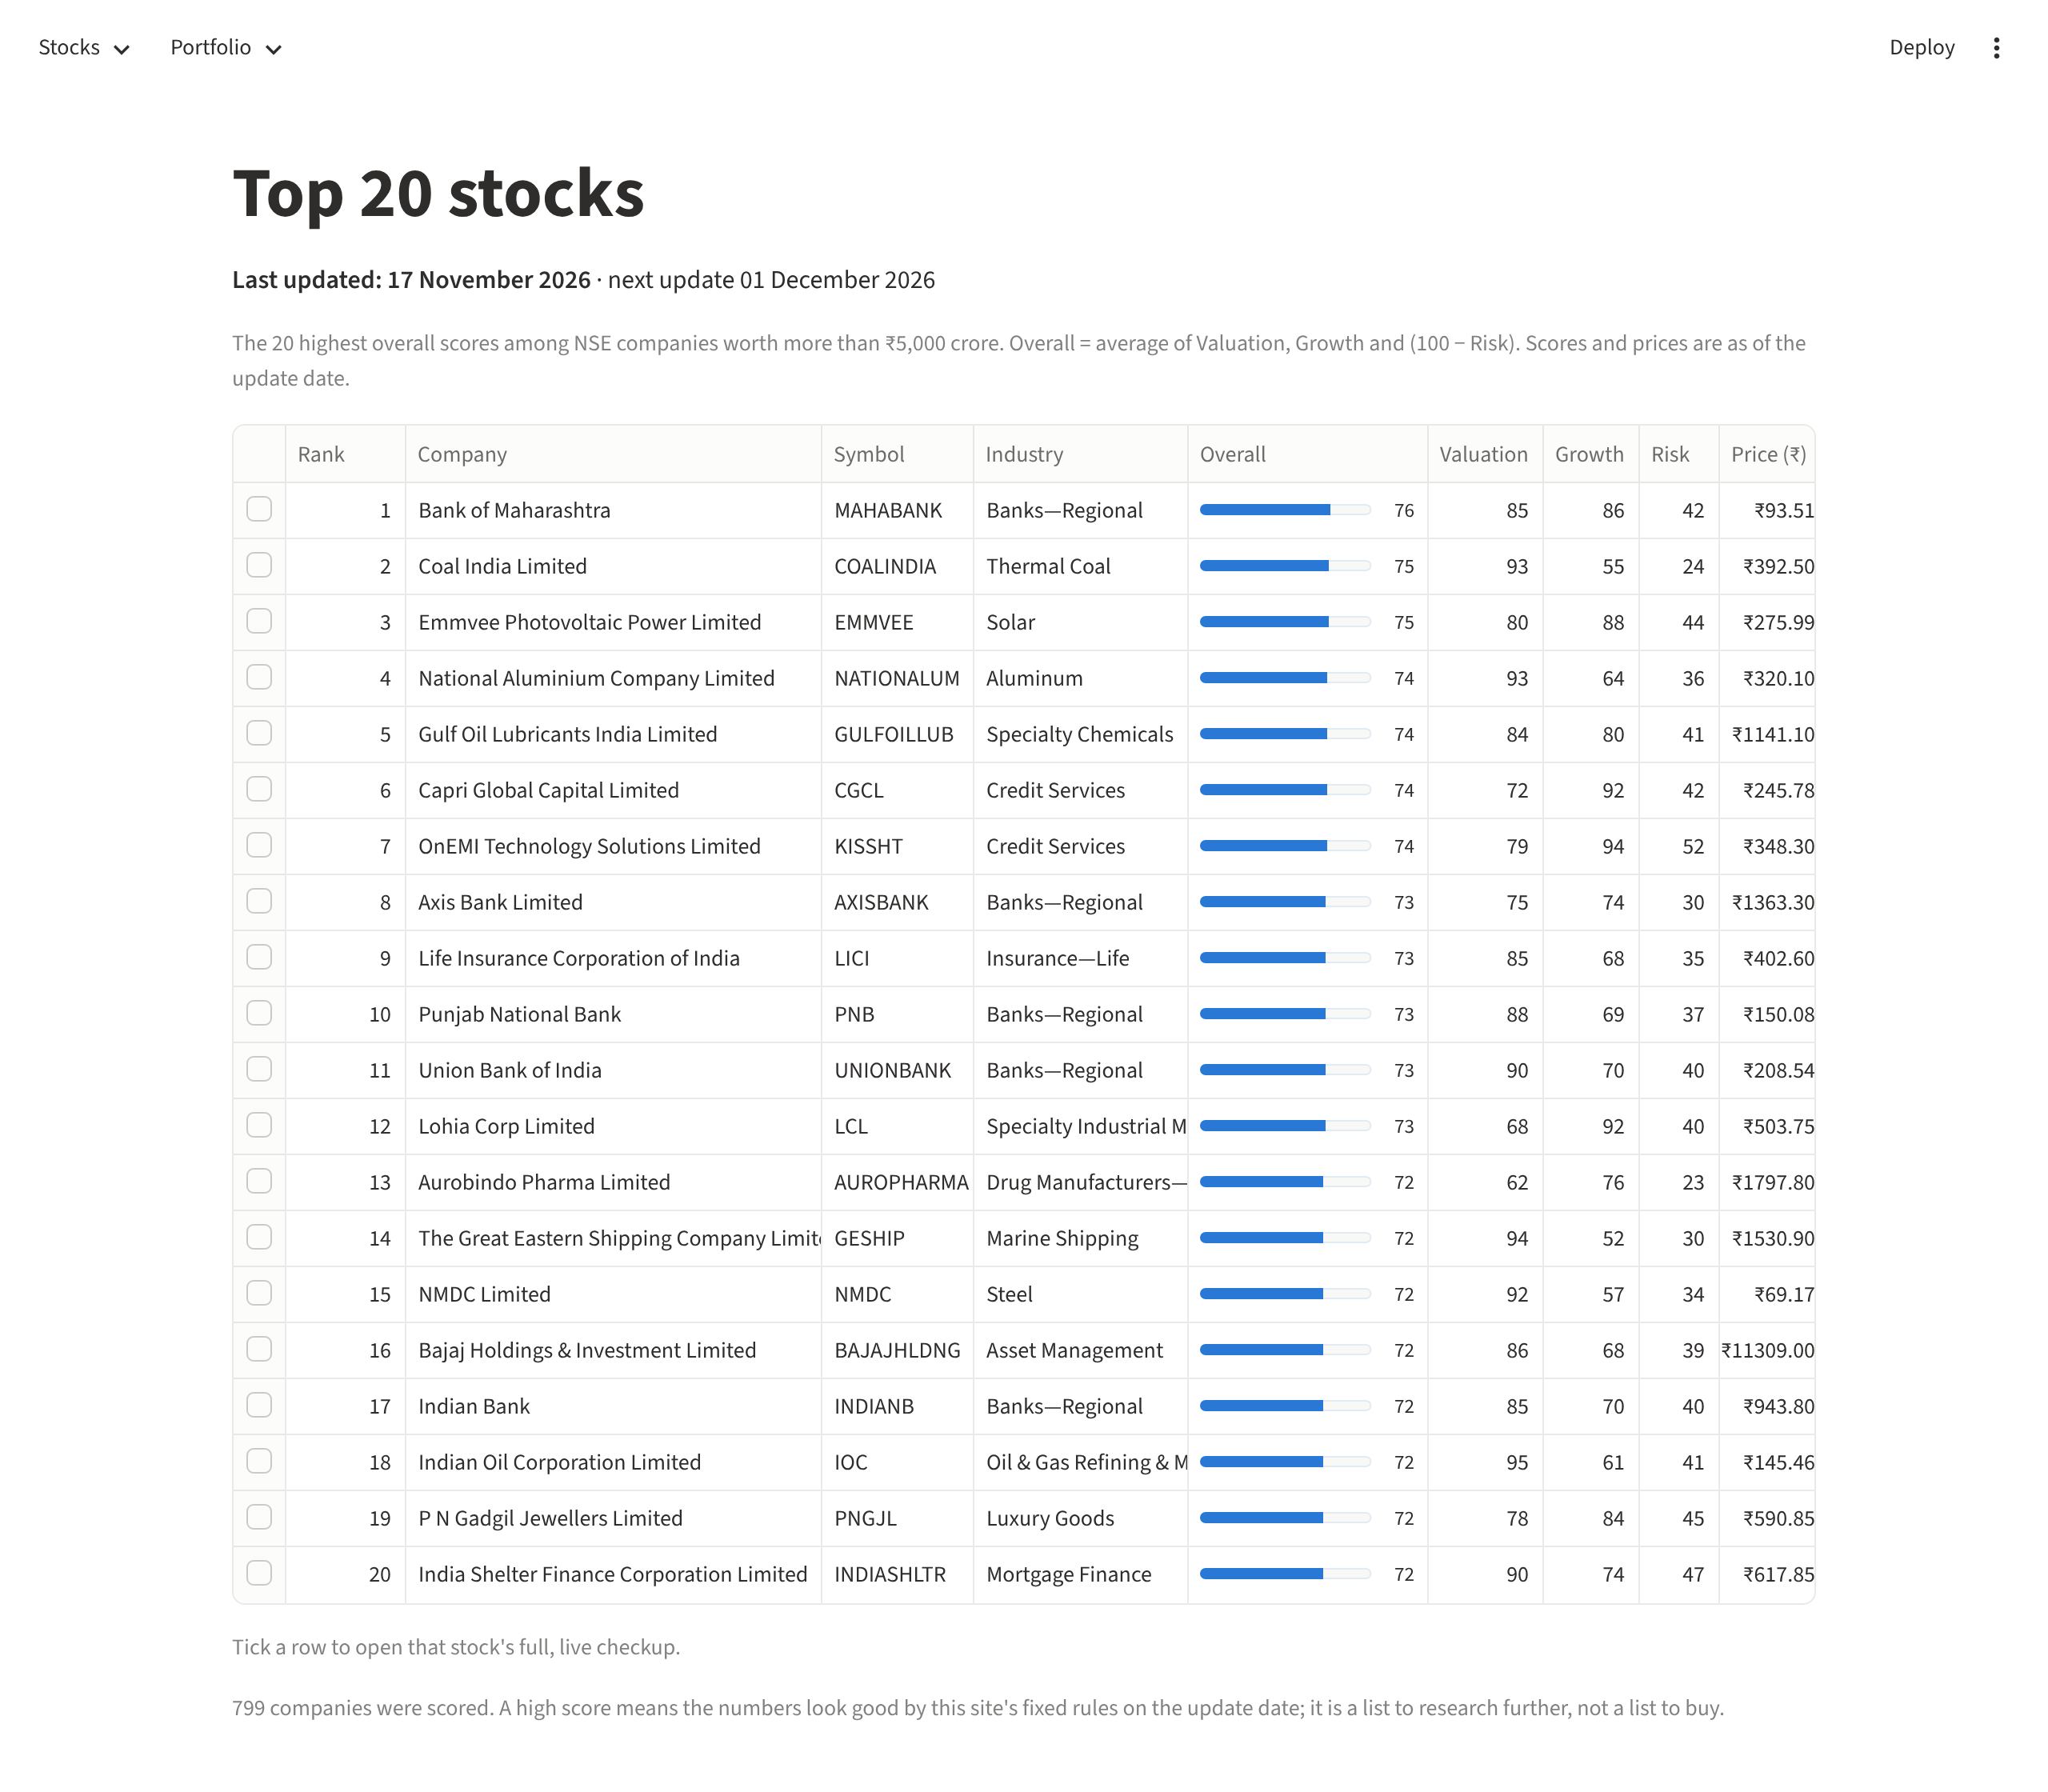 Stocks Portfolio Deploy
Top 20 stocks
Last updated: 17 November 2026 · next update 01 December 2026
The 20 highest overall scores among NSE companies worth more than ₹5,000 crore. Overall = average of Valuation, Growth and (100 − Risk). Scores and prices are as of the
update date.
Rank Company Symbol Industry Overall Valuation Growth Risk Price (₹)
1 Bank of Maharashtra MAHABANK Banks—Regional 76 85 86 42 ₹93.51
2 Coal India Limited COALINDIA Thermal Coal 75 93 55 24 ₹392.50
3 Emmvee Photovoltaic Power Limited EMMVEE Solar 75 80 88 44 ₹275.99
4 National Aluminium Company Limited NATIONALUM Aluminum 74 93 64 36 ₹320.10
5 Gulf Oil Lubricants India Limited GULFOILLUB Specialty Chemicals 74 84 80 41 ₹1141.10
6 Capri Global Capital Limited CGCL Credit Services 74 72 92 42 ₹245.78
7 OnEMI Technology Solutions Limited KISSHT Credit Services 74 79 94 52 ₹348.30
8 Axis Bank Limited AXISBANK Banks—Regional 73 75 74 30 ₹1363.30
9 Life Insurance Corporation of India LICI Insurance—Life 73 85 68 35 ₹402.60
10 Punjab National Bank PNB Banks—Regional 73 88 69 37 ₹150.08
11 Union Bank of India UNIONBANK Banks—Regional 73 90 70 40 ₹208.54
12 Lohia Corp Limited LCL Specialty Industrial M 73 68 92 40 ₹503.75
13 Aurobindo Pharma Limited AUROPHARMA Drug Manufacturers— 72 62 76 23 ₹1797.80
14 The Great Eastern Shipping Company Limite GESHIP Marine Shipping 72 94 52 30 ₹1530.90
15 NMDC Limited NMDC Steel 72 92 57 34 ₹69.17
16 Bajaj Holdings & Investment Limited BAJAJHLDNG Asset Management 72 86 68 39 ₹11309.00
17 Indian Bank INDIANB Banks—Regional 72 85 70 40 ₹943.80
18 Indian Oil Corporation Limited IOC Oil & Gas Refining & M 72 95 61 41 ₹145.46
19 P N Gadgil Jewellers Limited PNGJL Luxury Goods 72 78 84 45 ₹590.85
20 India Shelter Finance Corporation Limited INDIASHLTR Mortgage Finance 72 90 74 47 ₹617.85
Tick a row to open that stock's full, live checkup.
799 companies were scored. A high score means the numbers look good by this site's fixed rules on the update date; it is a list to research further, not a list to buy.